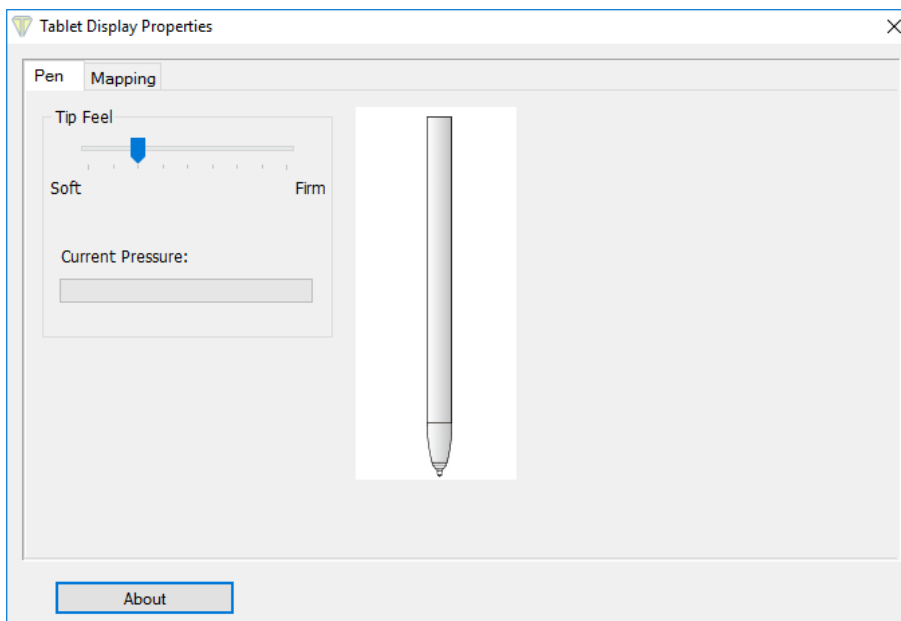 Tablet Display Properties
Pen Mapping
Tip Feel
Soft Firm
Current Pressure:
About